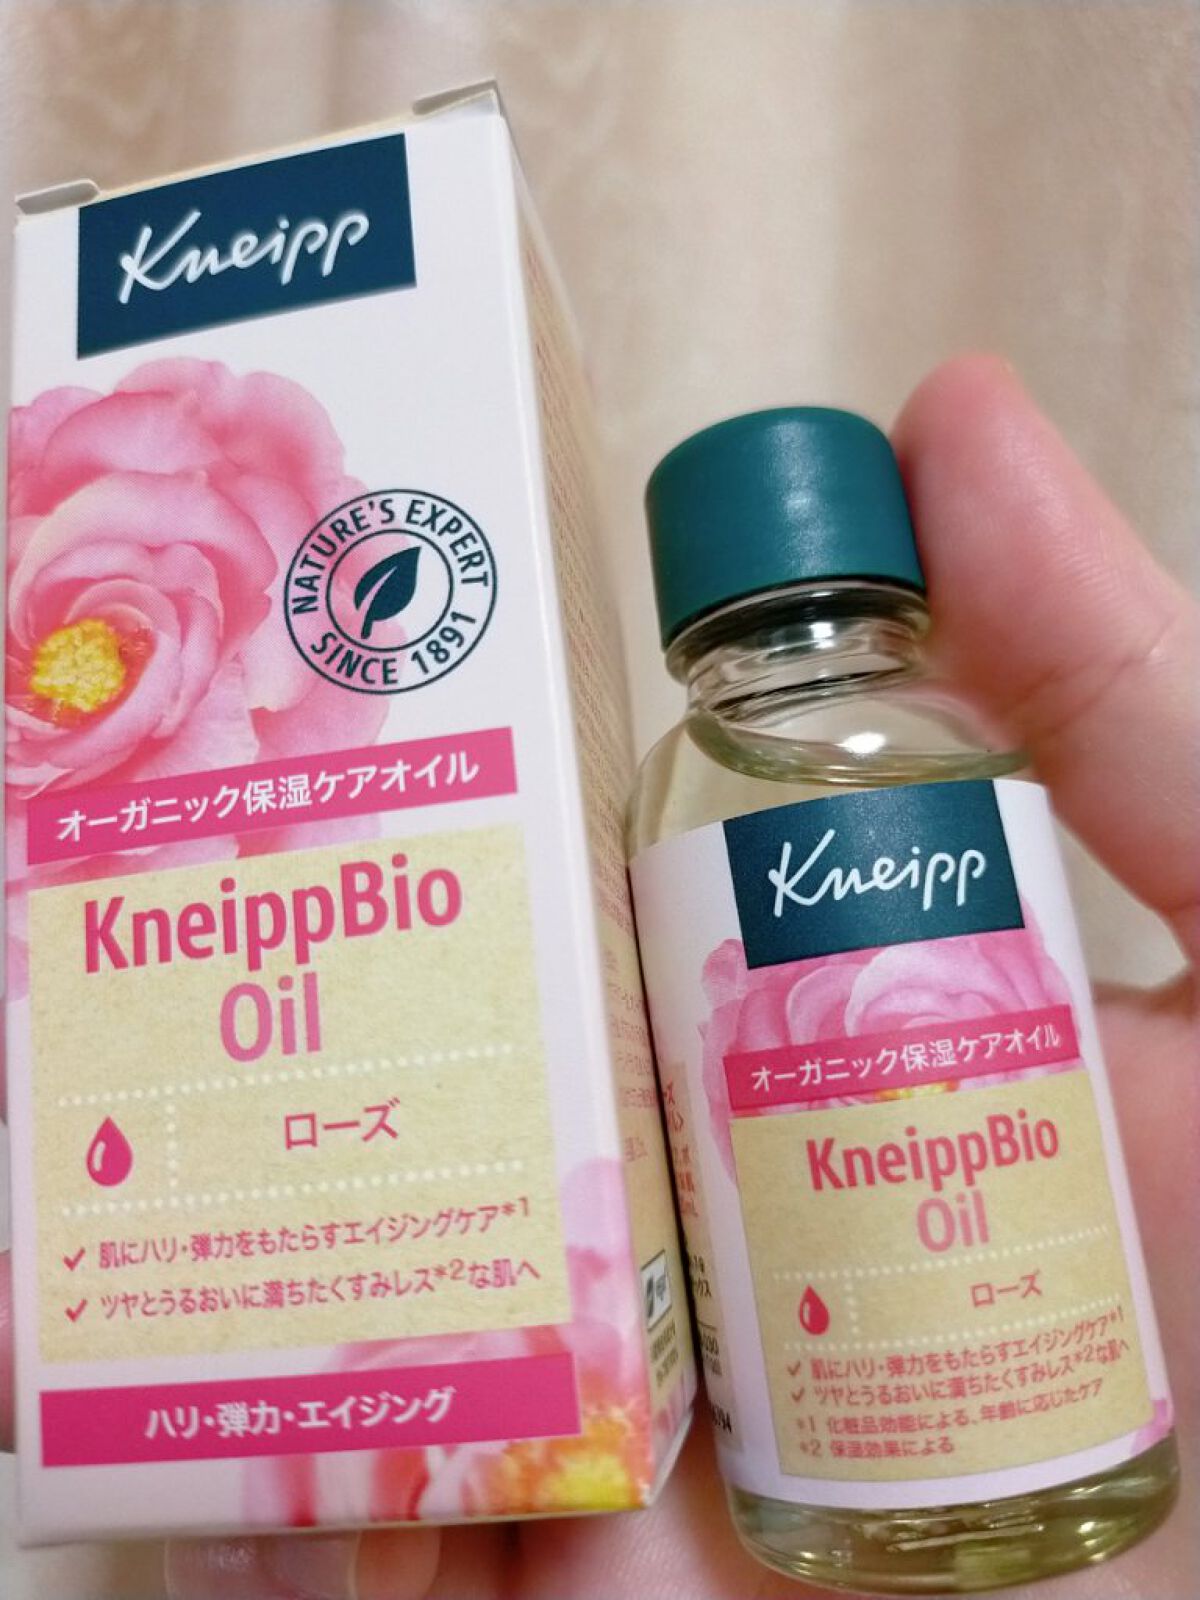 Kneipp
NATURE'S EXPERT
SINCE 1891
オーガニック保湿ケアオイル
KneippBio
Oil
ローズ
肌にハリ・弾力をもたらすエイジングケア*1
ツヤとうるおいに満ちたくすみレス*2な肌へ
ハリ・弾力・エイジング
Kneipp
オーガニック保湿ケアオイル
KneippBio
Oil
ローズ
肌にハリ・弾力をもたらすエイジングケア*1
ツヤとうるおいに満ちたくすみレス*2な肌へ
*1 化粧品効能による、年齢に応じたケア
*2 保湿効果による